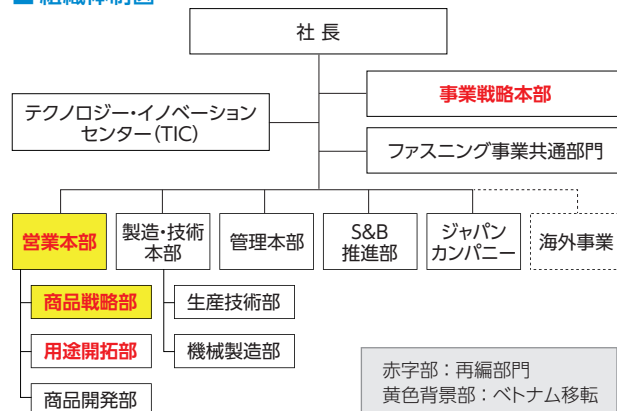 ■ 組織体制図
社 長
事業戦略本部
テクノロジー・イノベーション
センター(TIC)
ファスニング事業共通部門
営業本部
製造・技術
本部
管理本部
S&B
推進部
ジャパン
カンパニー
海外事業
商品戦略部
生産技術部
用途開拓部
機械製造部
商品開発部
赤字部：再編部門
黄色背景部：ベトナム移転